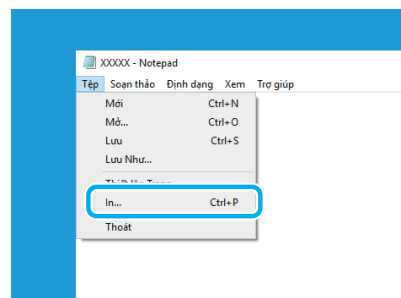 XXXXX - Notepad
Tệp Soạn thảo Định dạng Xem Trợ giúp
Mới Ctrl+N
Mở... Ctrl+O
Lưu Ctrl+S
Lưu Như...
In... Ctrl+P
Thoát